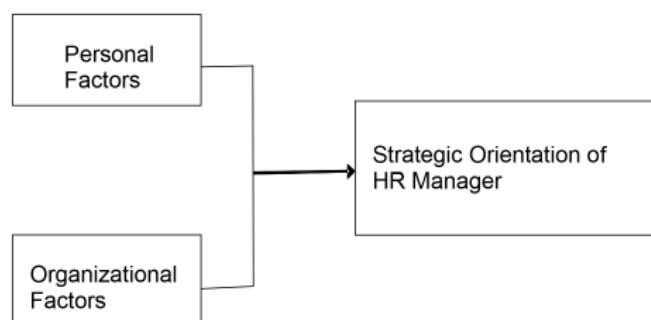 Personal
Factors
Strategic Orientation of
HR Manager
Organizational
Factors